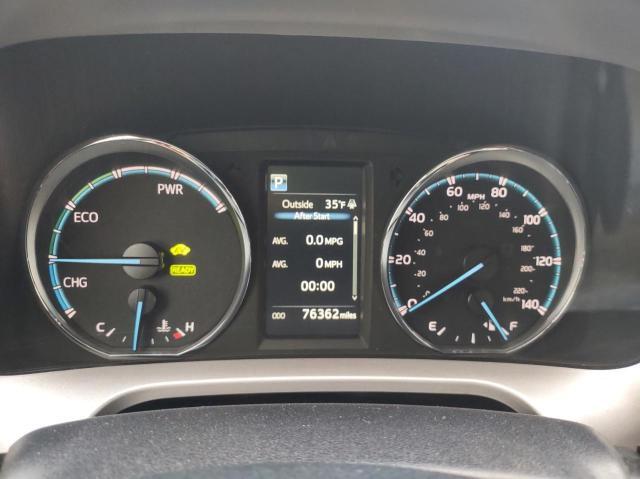 PWR
ECO
CHG
READY
C H
P
Outside 35°F
After Start
AVG. 0.0 MPG
AVG. 0 MPH
00:00
ODO 76362 miles
0 20 40 60 80 100 120 140
MPH
0 20 40 60 80 100 120 140 160 180 200 220
km/h
E F